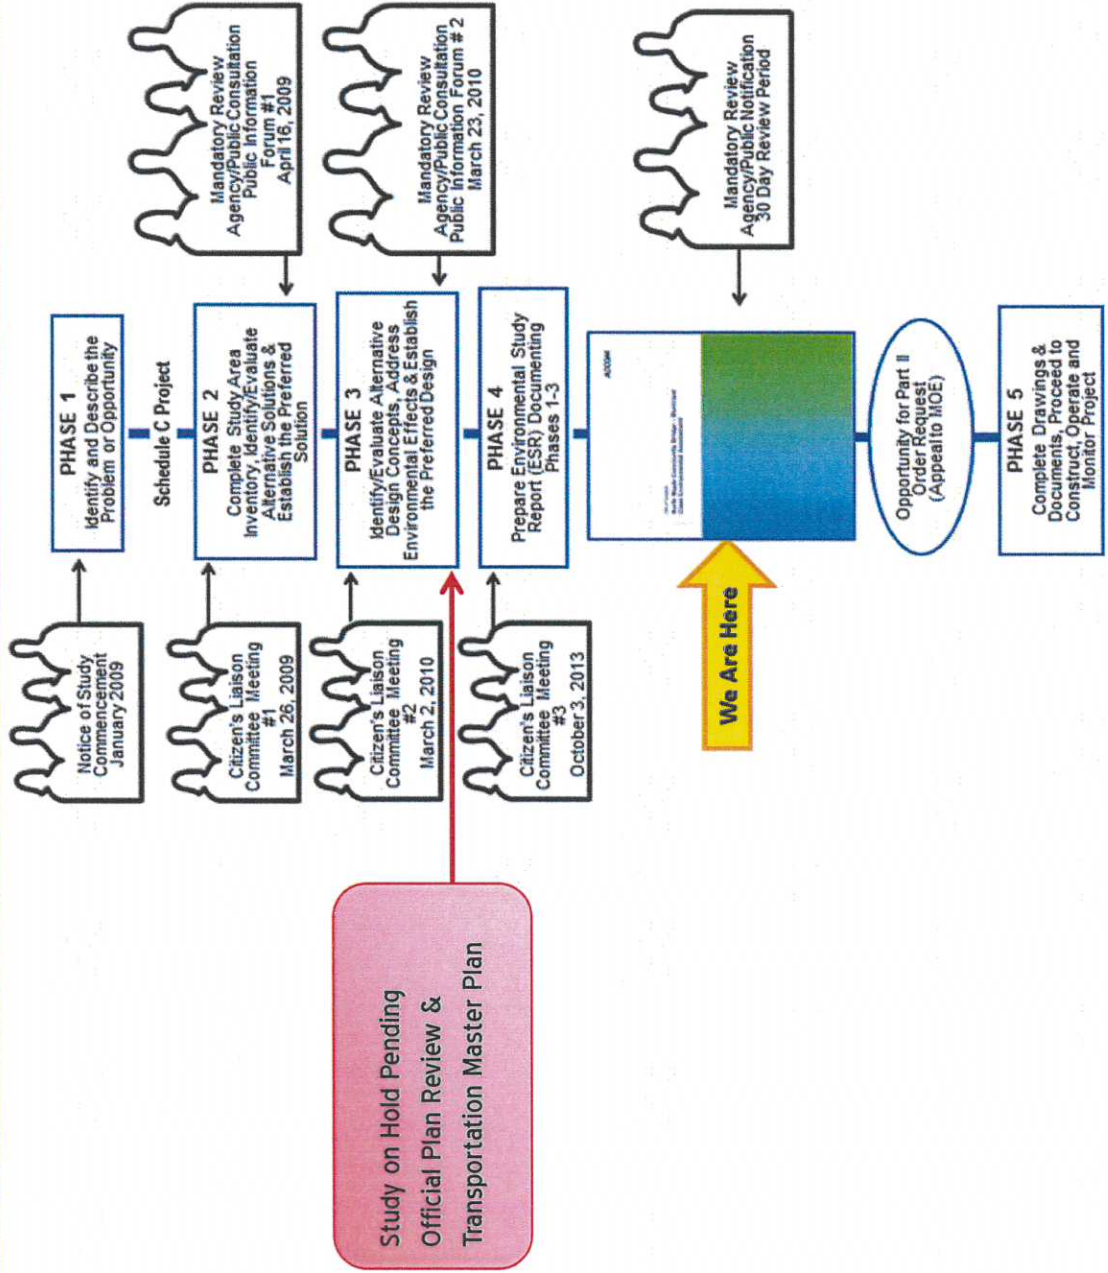 Notice of Study
Commencement
January 2009
PHASE 1
Identify and Describe the
Problem or Opportunity
Schedule C Project
Citizen's Liaison
Committee Meeting
#1
March 26, 2009
PHASE 2
Complete Study Area
Inventory, Identify/Evaluate
Alternative Solutions &
Establish the Preferred
Solution
Mandatory Review
Agency/Public Consultation
Public Information
Forum #1
April 16, 2009
Citizen's Liaison
Committee Meeting
#2
March 2, 2010
PHASE 3
Identify/Evaluate Alternative
Design Concepts, Address
Environmental Effects & Establish
the Preferred Design
Mandatory Review
Agency/Public Consultation
Public Information Forum # 2
March 23, 2010
Study on Hold Pending
Official Plan Review &
Transportation Master Plan
Citizen's Liaison
Committee Meeting
#3
October 3, 2013
PHASE 4
Prepare Environmental Study
Report (ESR) Documenting
Phases 1-3
Mandatory Review
Agency/Public Notification
30 Day Review Period
We Are Here
Opportunity for Part II
Order Request
(Appeal to MOE)
PHASE 5
Complete Drawings &
Documents, Proceed to
Construct, Operate and
Monitor Project